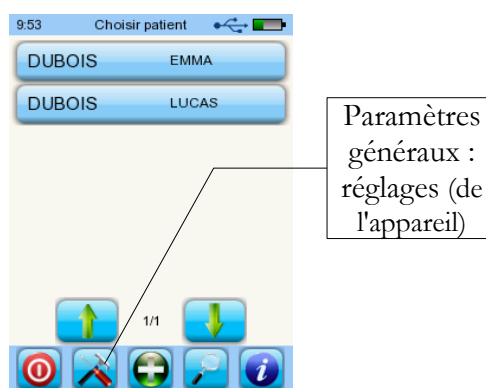 9:53 Choisir patient
DUBOIS EMMA
DUBOIS LUCAS
Paramètres
généraux :
réglages (de
l'appareil)
1/1
i